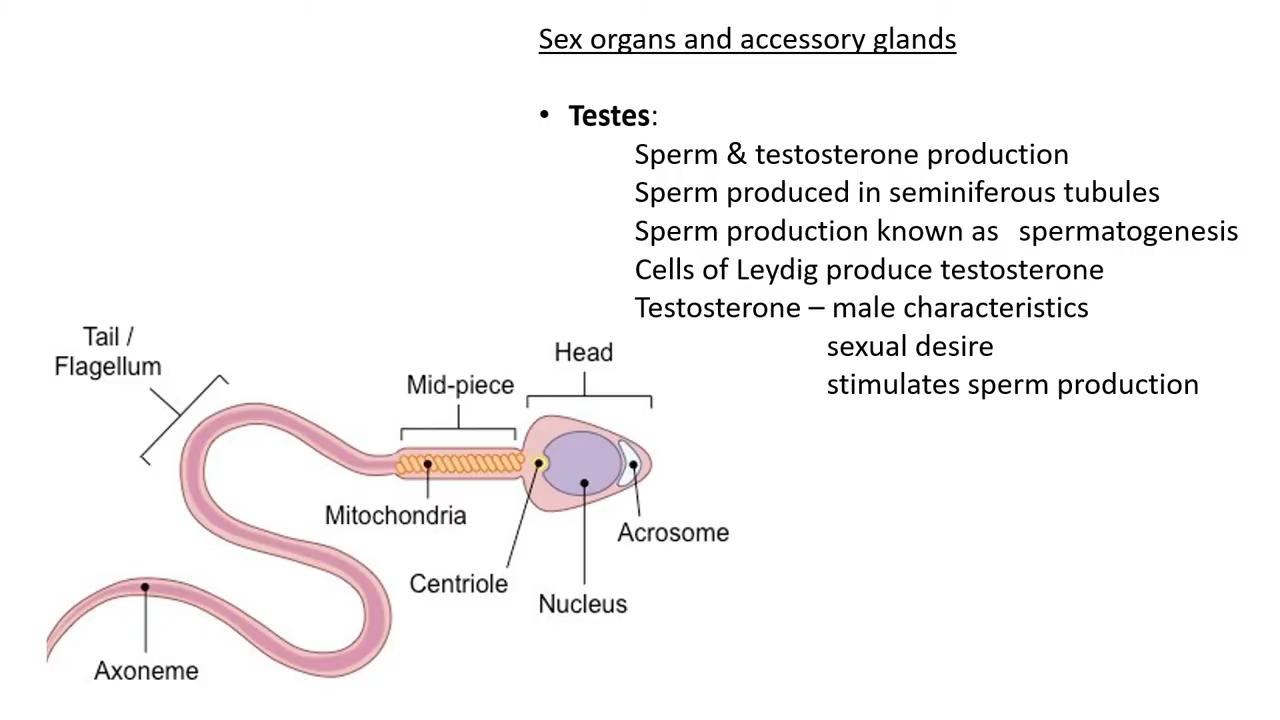 Sex organs and accessory glands
• Testes:
Sperm & testosterone production
Sperm produced in seminiferous tubules
Sperm production known as spermatogenesis
Cells of Leydig produce testosterone
Testosterone – male characteristics
sexual desire
stimulates sperm production
Tail /
Flagellum
Mid-piece
Head
Mitochondria
Centriole
Nucleus
Acrosome
Axoneme